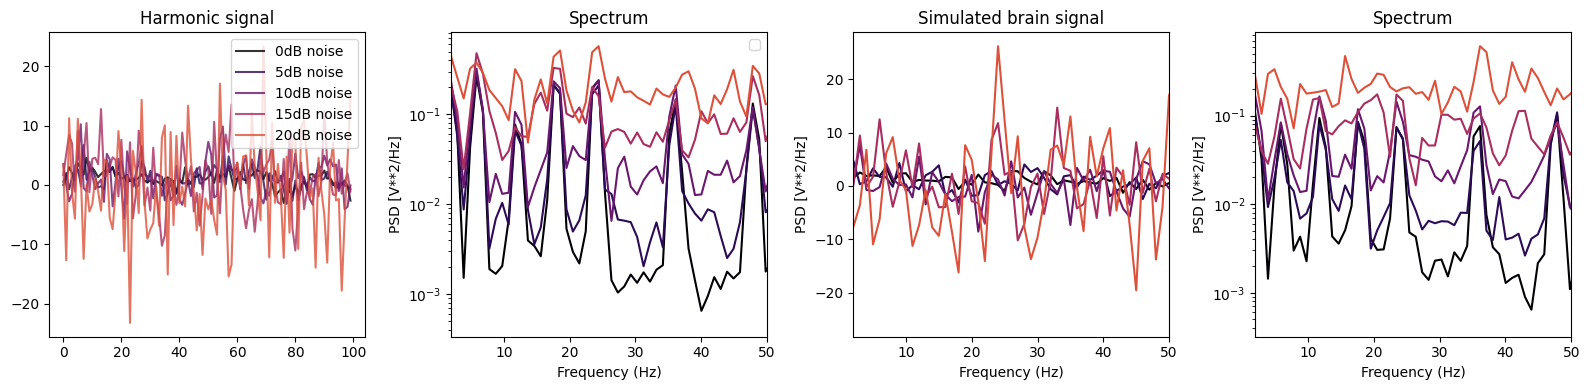 Harmonic signal
0dB noise
5dB noise
10dB noise
15dB noise
20dB noise
20
10
0
−10
−20
0 20 40 60 80 100
Spectrum
PSD [V**2/Hz]
10⁻¹
10⁻²
10⁻³
10 20 30 40 50
Frequency (Hz)
Simulated brain signal
PSD [V**2/Hz]
20
10
0
−10
−20
10 20 30 40 50
Frequency (Hz)
Spectrum
PSD [V**2/Hz]
10⁻¹
10⁻²
10⁻³
10 20 30 40 50
Frequency (Hz)